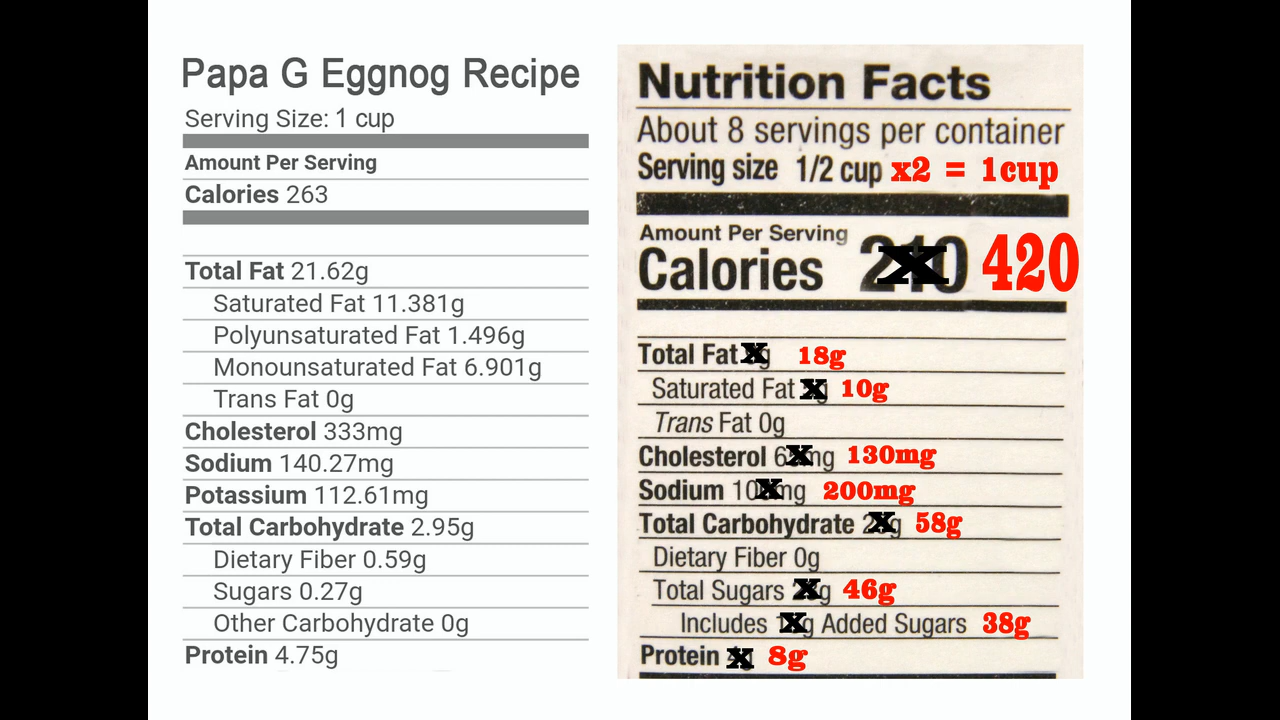 Papa G Eggnog Recipe
Serving Size: 1 cup
Amount Per Serving
Calories 263
Total Fat 21.62g
Saturated Fat 11.381g
Polyunsaturated Fat 1.496g
Monounsaturated Fat 6.901g
Trans Fat 0g
Cholesterol 333mg
Sodium 140.27mg
Potassium 112.61mg
Total Carbohydrate 2.95g
Dietary Fiber 0.59g
Sugars 0.27g
Other Carbohydrate 0g
Protein 4.75g
Nutrition Facts
About 8 servings per container
Serving size 1/2 cup x2 = 1cup
Amount Per Serving
Calories 210 420
Total Fat 18g
Saturated Fat 10g
Trans Fat 0g
Cholesterol 130mg
Sodium 200mg
Total Carbohydrate 58g
Dietary Fiber 0g
Total Sugars 46g
Includes Added Sugars 38g
Protein 8g